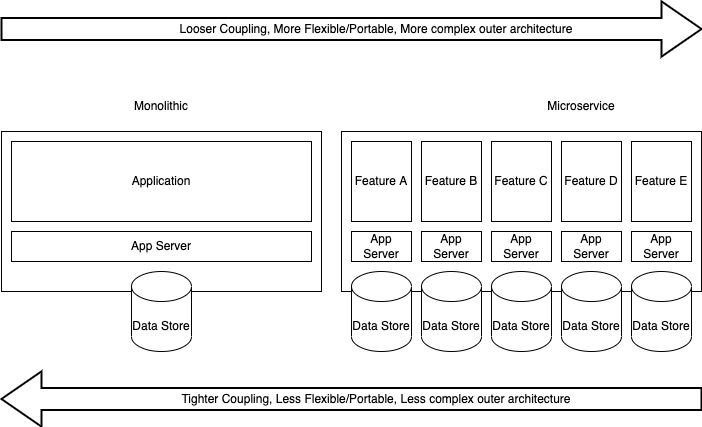 Looser Coupling, More Flexible/Portable, More complex outer architecture
Monolithic
Microservice
Application
Feature A
Feature B
Feature C
Feature D
Feature E
App Server
App
Server
App
Server
App
Server
App
Server
App
Server
Data Store
Data Store
Data Store
Data Store
Data Store
Data Store
Tighter Coupling, Less Flexible/Portable, Less complex outer architecture